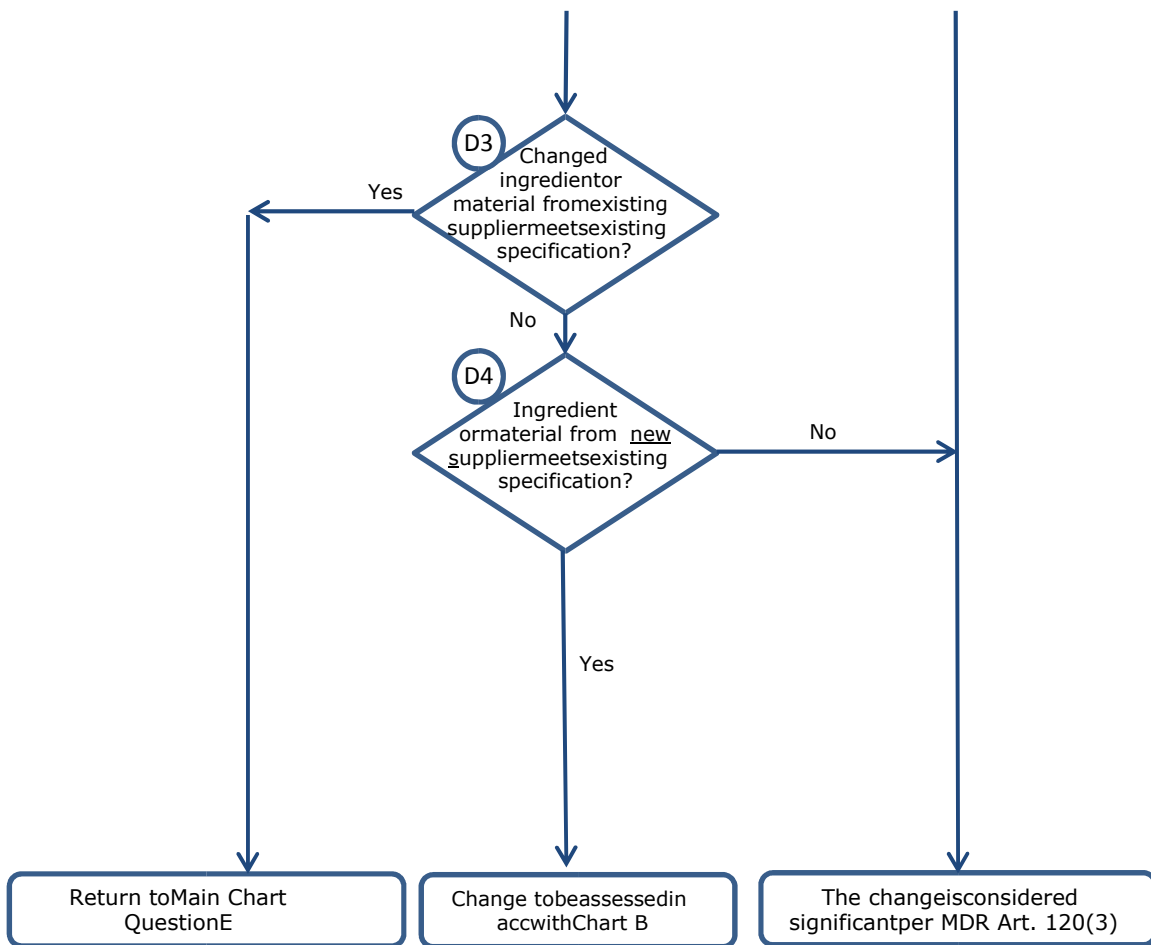 D3
Changed
ingredientor
material fromexisting
suppliermeetsexisting
specification?
Yes
No
D4
Ingredient
ormaterial from new
suppliermeetsexisting
specification?
No
Yes
Return toMain Chart
QuestionE
Change tobeassessedin
accwithChart B
The changeisconsidered
significantper MDR Art. 120(3)